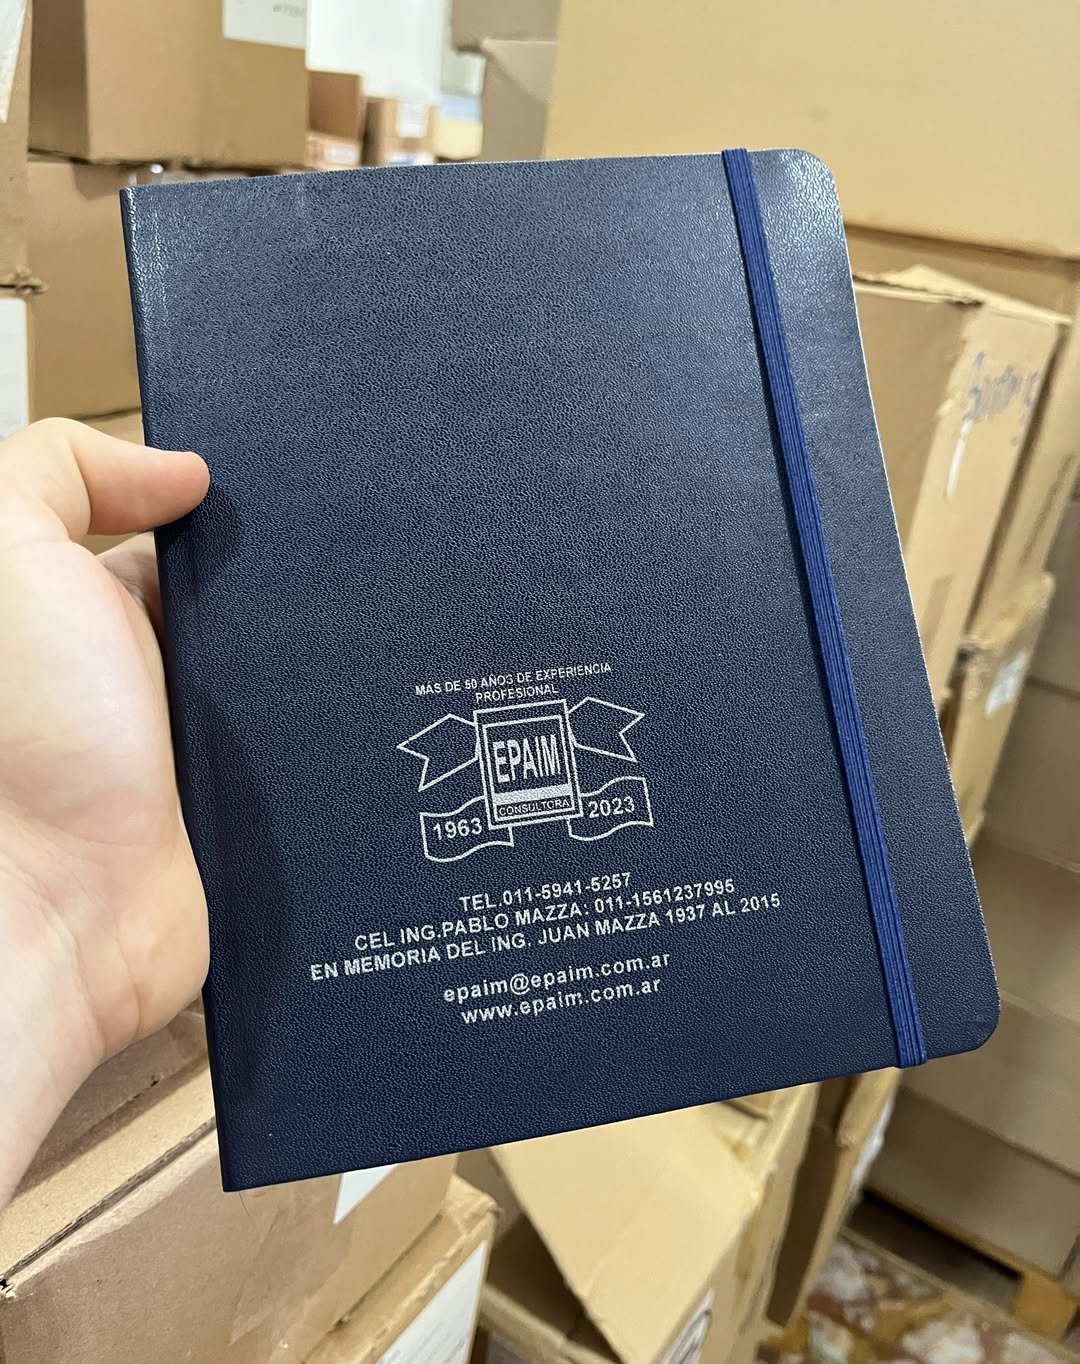 MAS DE 50 AÑOS DE EXPERIENCIA
PROFESIONAL
EPAIM
CONSULTORA
1963
2023
TEL.011-5941-5257
CEL ING.PABLO MAZZA: 011-1561237995
EN MEMORIA DEL ING. JUAN MAZZA 1937 AL 2015
epaim@epaim.com.ar
www.epaim.com.ar